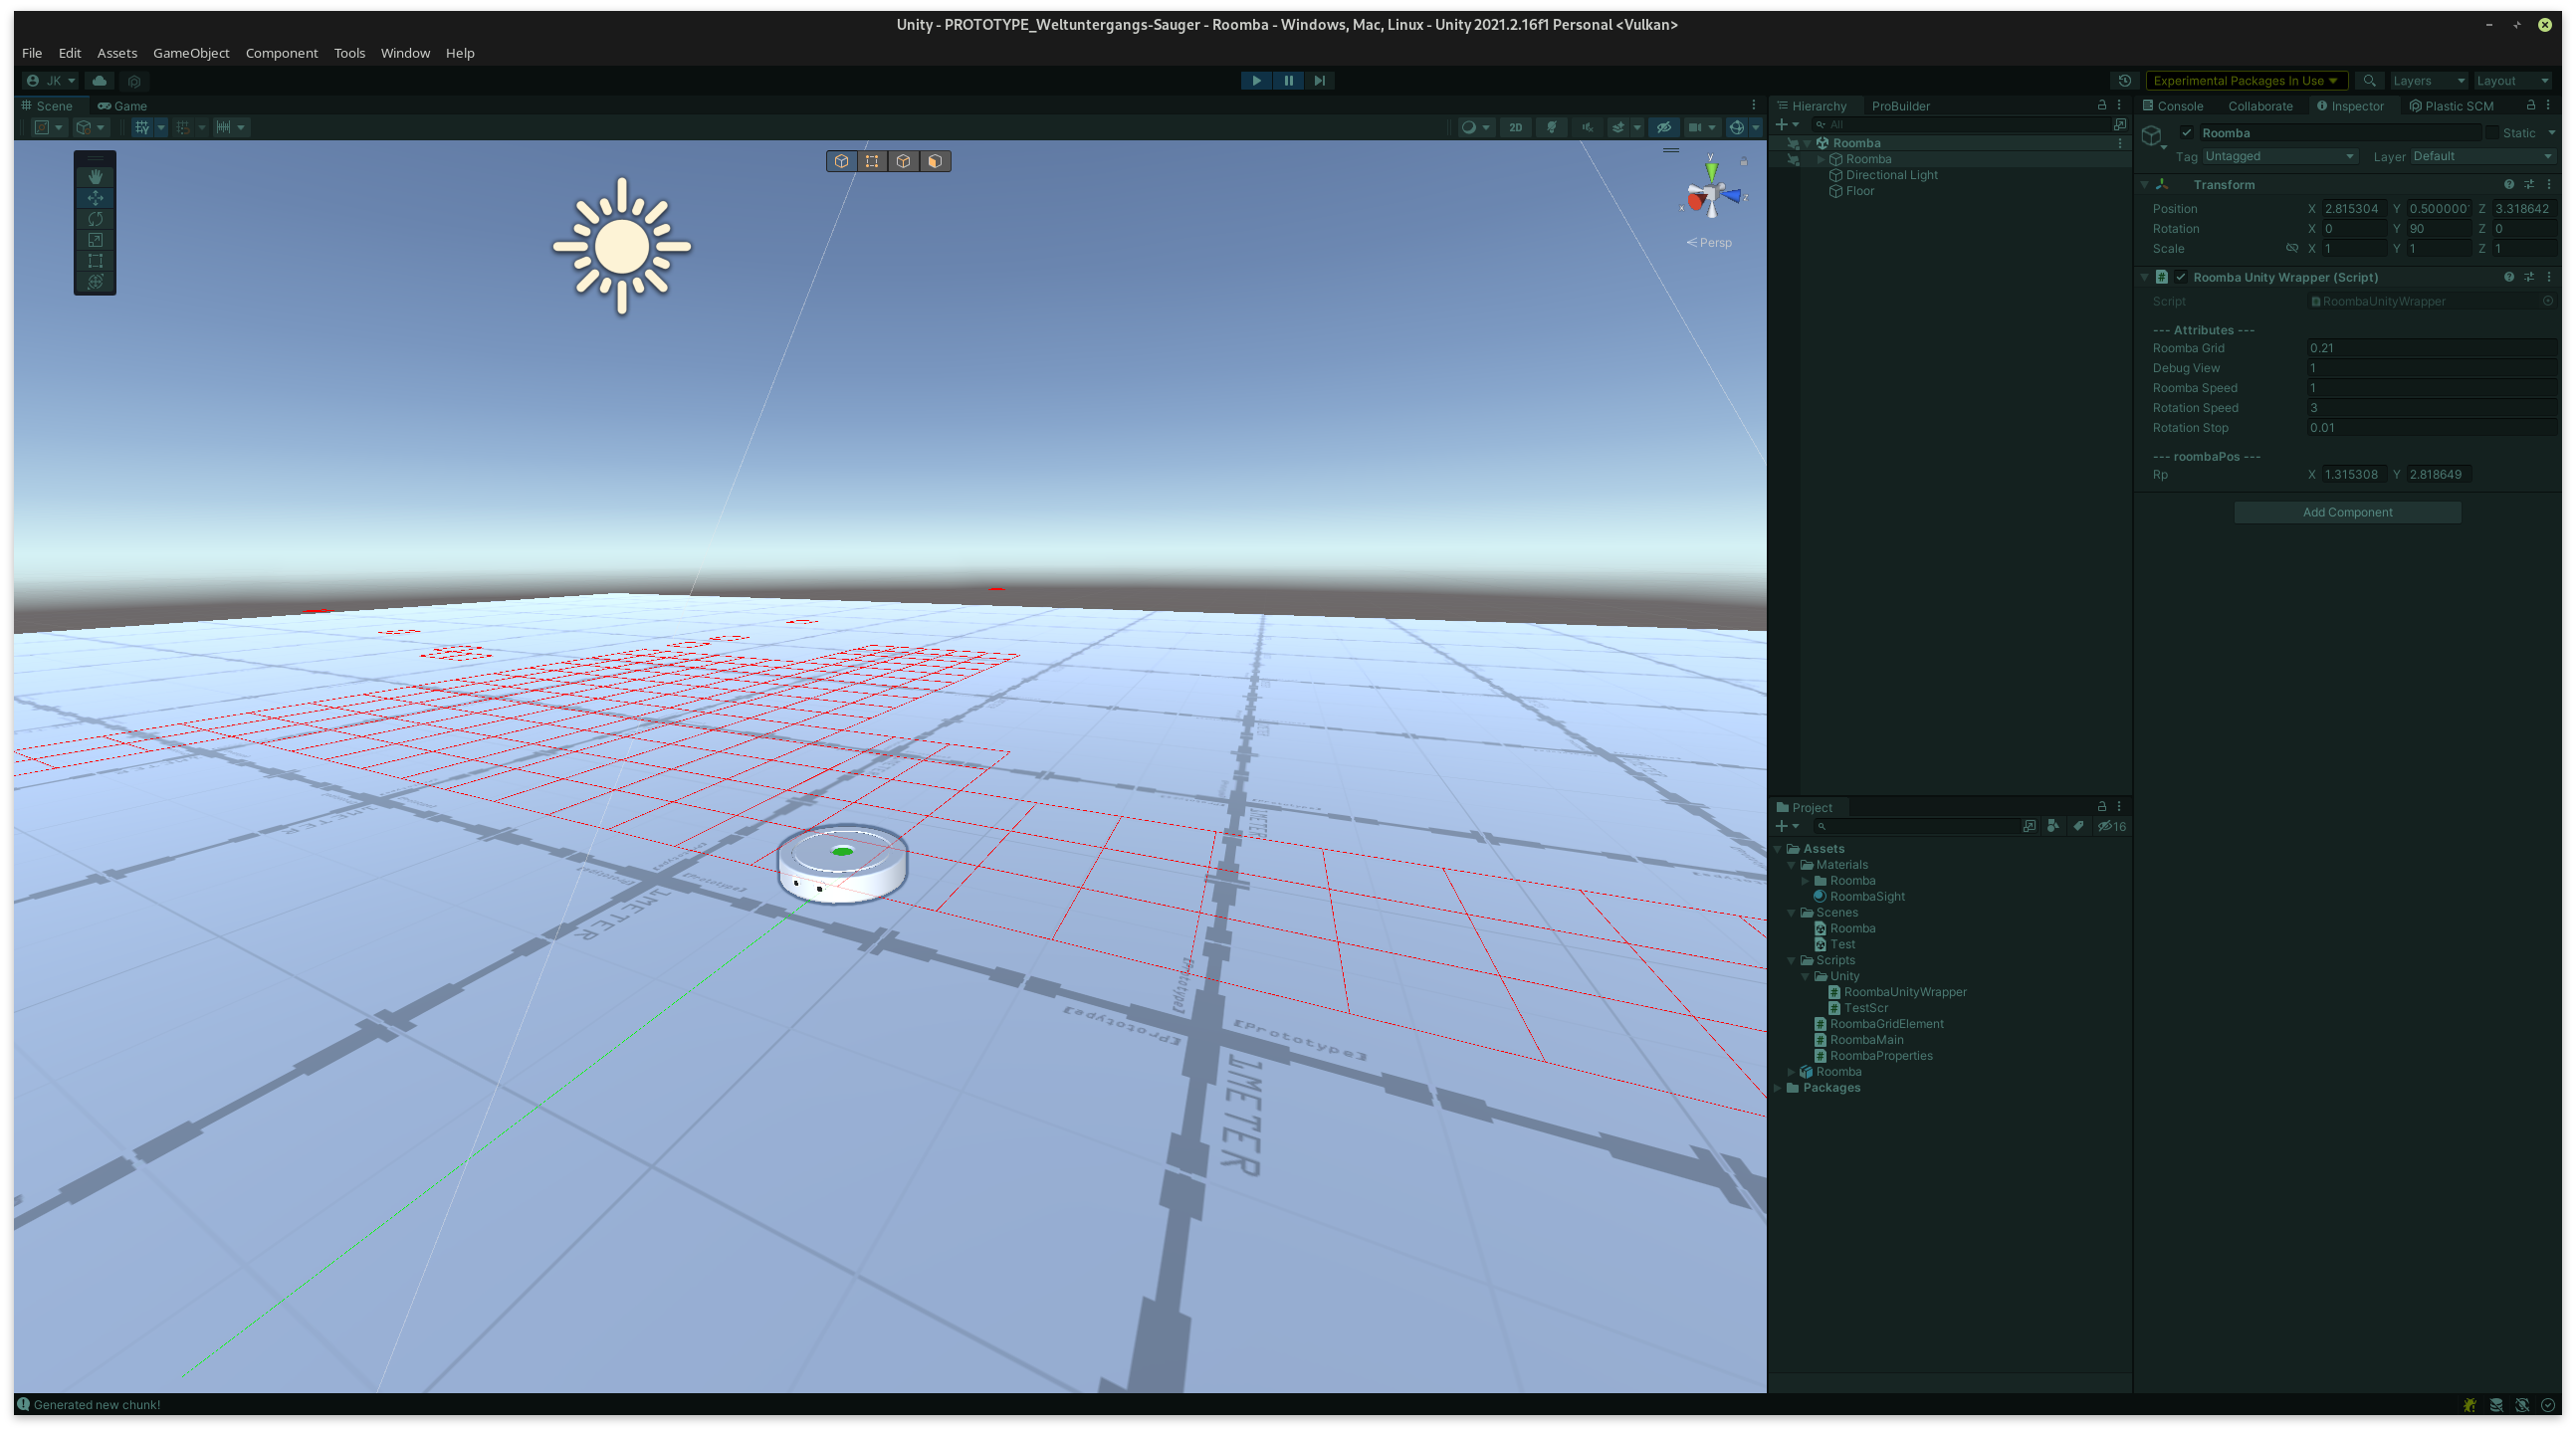 Unity - PROTOTYPE_Weltuntergangs-Sauger - Roomba - Windows, Mac, Linux - Unity 2021.2.16f1 Personal <Vulkan>
File Edit Assets GameObject Component Tools Window Help
JK
Experimental Packages In Use
Layers
Layout
Scene
Game
2D
y
x
z
Persp
1METER
1METER
1METER
1METER
[Prototype]
[Prototype]
[Prototype]
[Prototype]
Hierarchy
ProBuilder
All
Roomba
Roomba
Directional Light
Floor
Project
16
Assets
Materials
Roomba
RoombaSight
Scenes
Roomba
Test
Scripts
Unity
RoombaUnityWrapper
TestScr
RoombaGridElement
RoombaMain
RoombaProperties
Roomba
Packages
Console
Collaborate
Inspector
Plastic SCM
Roomba
Static
Tag Untagged Layer Default
Transform
Position X 2.815304 Y 0.500000 Z 3.318642
Rotation X 0 Y 90 Z 0
Scale X 1 Y 1 Z 1
Roomba Unity Wrapper (Script)
Script RoombaUnityWrapper
--- Attributes ---
Roomba Grid 0.21
Debug View 1
Roomba Speed 1
Rotation Speed 3
Rotation Stop 0.01
--- roombaPos ---
Rp X 1.315308 Y 2.818649
Add Component
Generated new chunk!